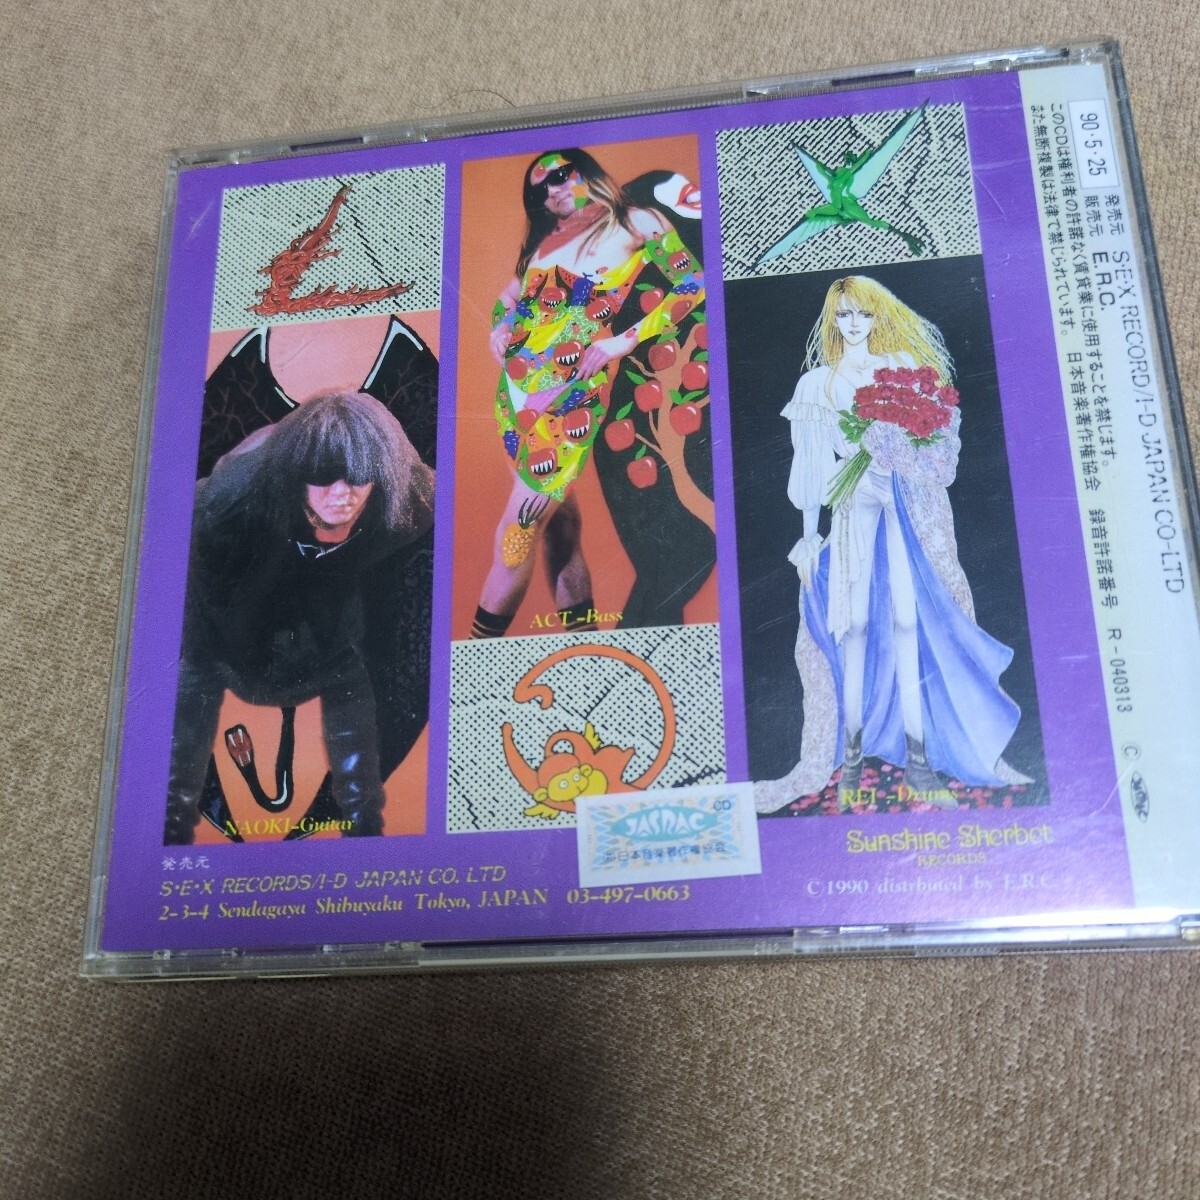 NAOKI-Guitar
ACT-Bass
REI-Drums
発売元
S・E・X RECORDS/I-D JAPAN CO. LTD
2-3-4 Sendagaya Shibuyaku Tokyo, JAPAN 03-497-0663
CD
JASRAC
Sunshine Sherbet
RECORDS
C1990 distributed by E.R.C
90・5・25 発売元 S・E・X RECORD/I-D JAPAN CO-LTD
販売元 E.R.C.
このCDは権利者の許諾なく賃貸業に使用することを禁じます。
また無断複製は法律で禁じられています。 日本音楽著作権協会 録音許諾番号 R-040313 C